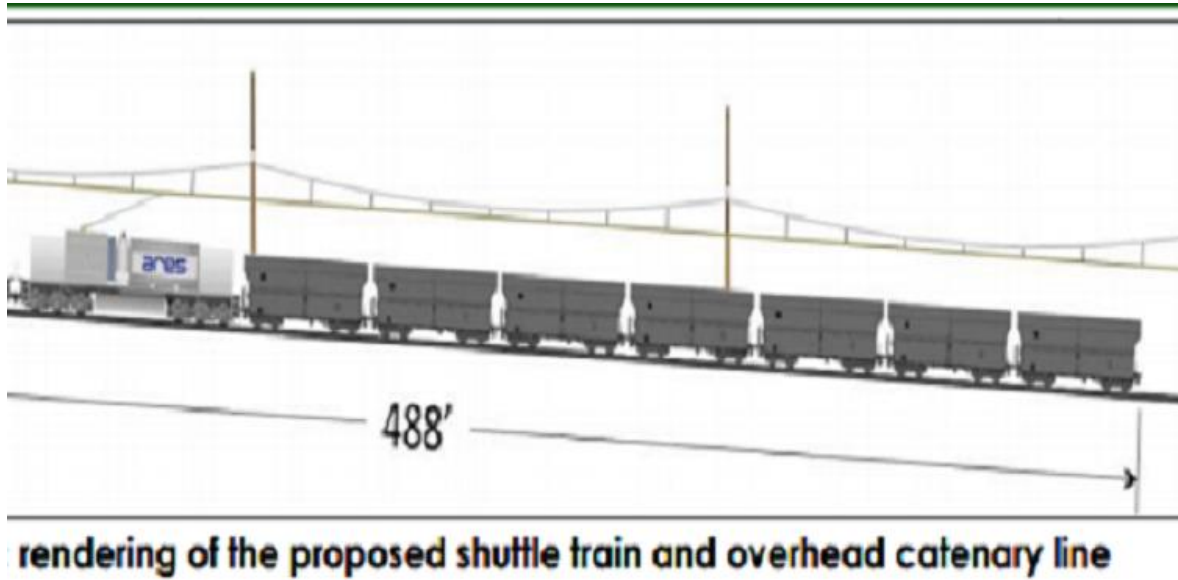 ares
488'
rendering of the proposed shuttle train and overhead catenary line